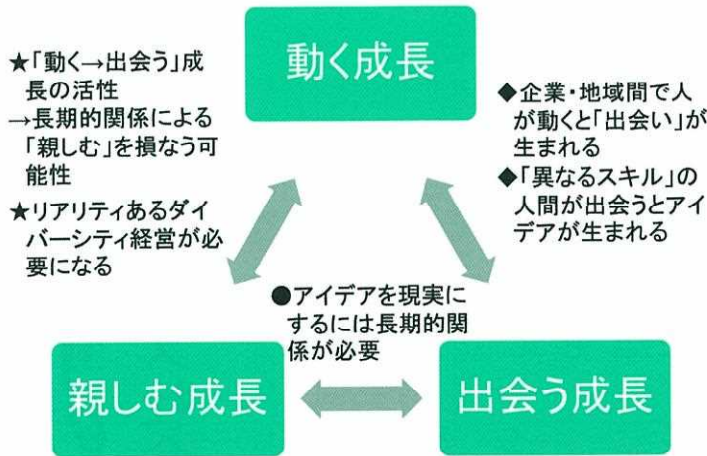 動く成長
★「動く→出会う」成
長の活性
→長期的関係による
「親しむ」を損なう可
能性
★リアリティあるダイ
バーシティ経営が必
要になる
◆企業・地域間で人
が動くと「出会い」が
生まれる
◆「異なるスキル」の
人間が出会うとアイ
デアが生まれる
●アイデアを現実に
するには長期的関
係が必要
親しむ成長
出会う成長